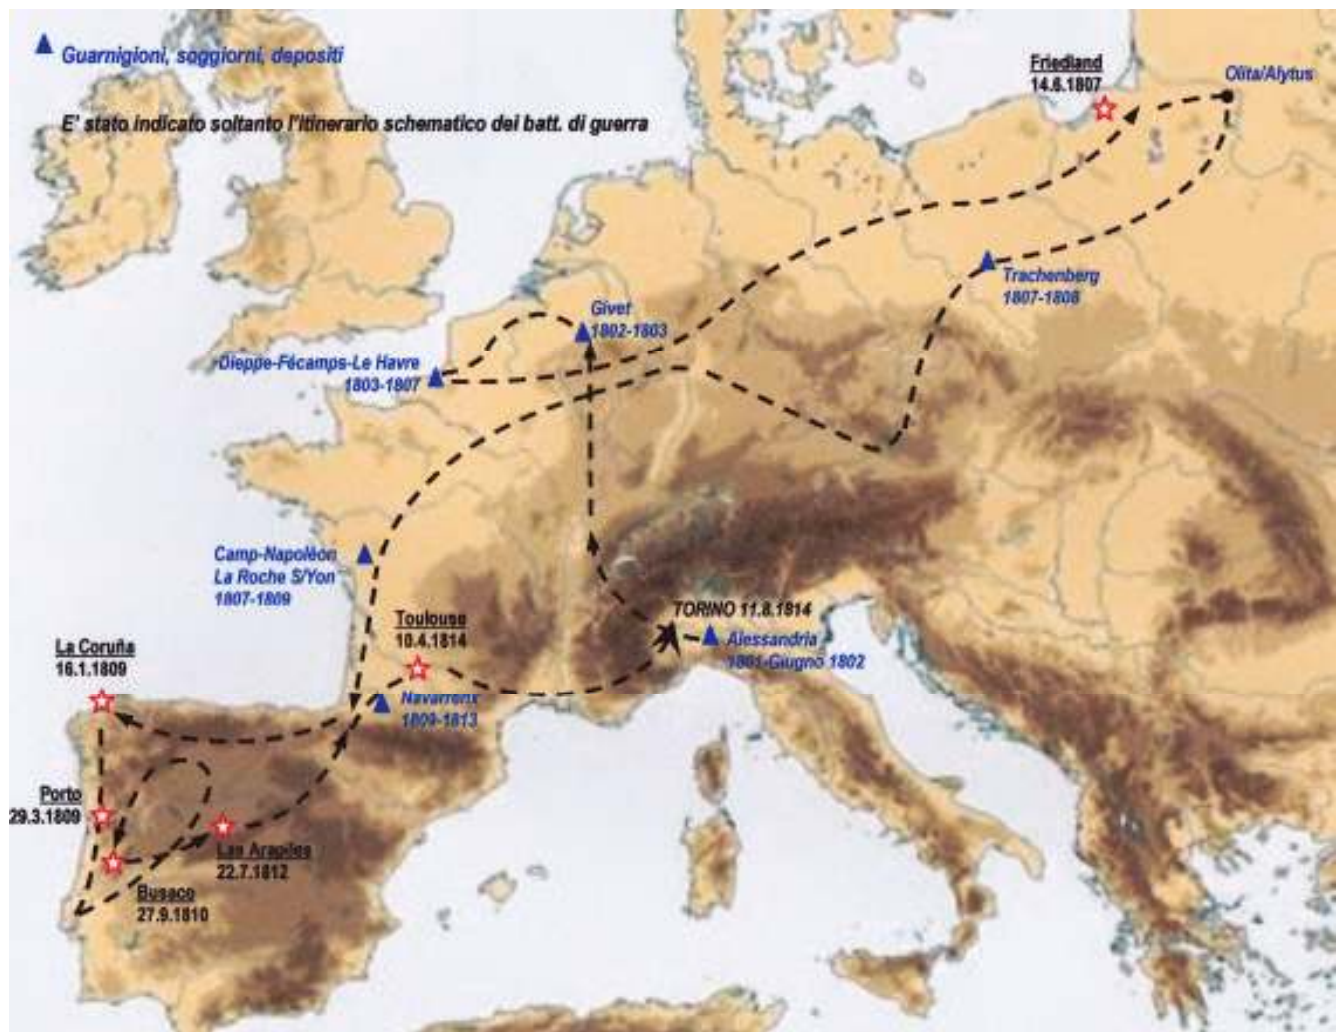 Guarnigioni, soggiorni, depositi
E' stato indicato soltanto l'itinerario schematico dei batt. di guerra
Friedland
14.6.1807
Olita/Alytus
Trachenberg
1807-1808
Givet
1802-1803
Dieppe-Fécamps-Le Havre
1803-1807
Camp-Napoléon
La Roche S/Yon
1807-1809
TORINO 11.8.1814
Alessandria
1801-Giugno 1802
Toulouse
10.4.1814
La Coruña
16.1.1809
Navarrenx
1809-1813
Porto
29.3.1809
Las Arapiles
22.7.1812
Busaco
27.9.1810